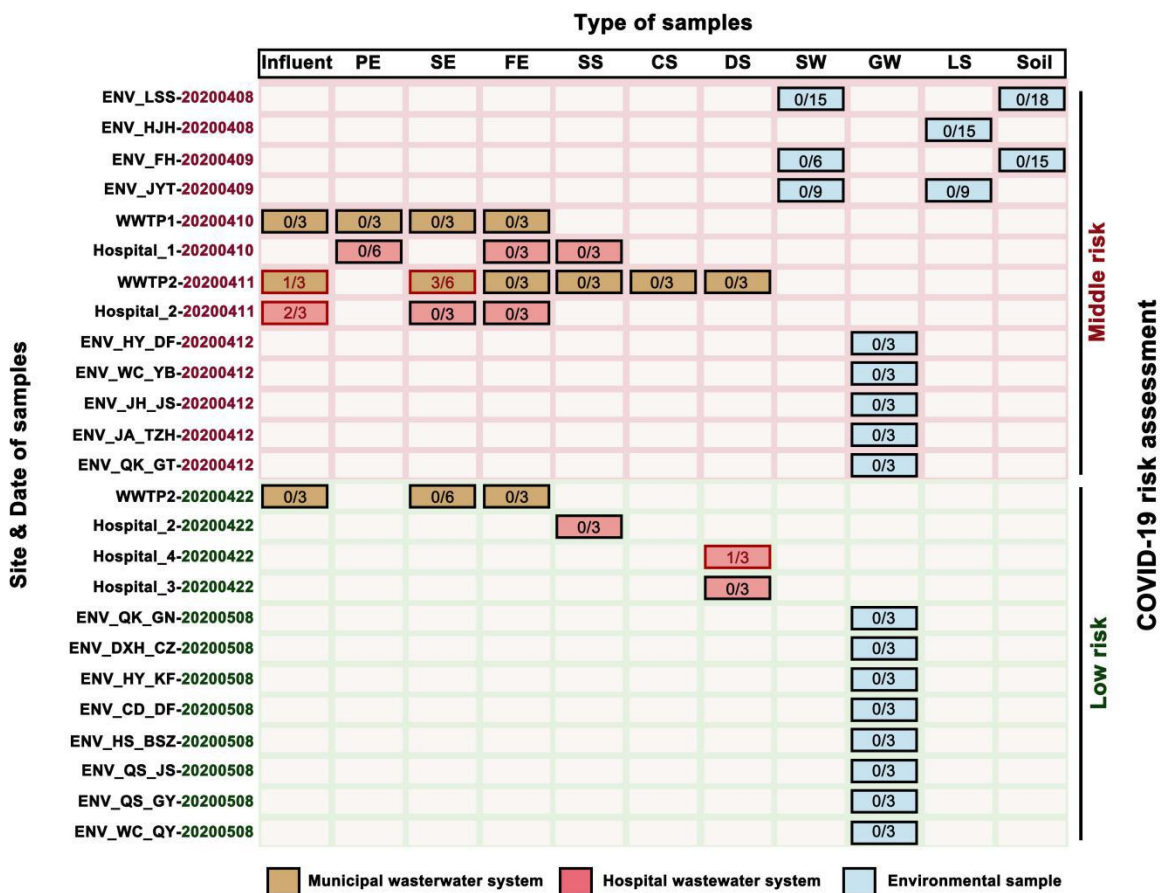 Type of samples
Influent PE SE FE SS CS DS SW GW LS Soil
ENV_LSS-20200408 0/15 0/18
ENV_HJH-20200408 0/15
ENV_FH-20200409 0/6 0/15
ENV_JYT-20200409 0/9 0/9
WWTP1-20200410 0/3 0/3 0/3 0/3
Hospital_1-20200410 0/6 0/3 0/3
WWTP2-20200411 1/3 3/6 0/3 0/3 0/3 0/3
Hospital_2-20200411 2/3 0/3 0/3
ENV_HY_DF-20200412 0/3
ENV_WC_YB-20200412 0/3
ENV_JH_JS-20200412 0/3
ENV_JA_TZH-20200412 0/3
ENV_QK_GT-20200412 0/3
WWTP2-20200422 0/3 0/6 0/3
Hospital_2-20200422 0/3
Hospital_4-20200422 1/3
Hospital_3-20200422 0/3
ENV_QK_GN-20200508 0/3
ENV_DXH_CZ-20200508 0/3
ENV_HY_KF-20200508 0/3
ENV_CD_DF-20200508 0/3
ENV_HS_BSZ-20200508 0/3
ENV_QS_JS-20200508 0/3
ENV_QS_GY-20200508 0/3
ENV_WC_QY-20200508 0/3
Site & Date of samples
Middle risk
Low risk
COVID-19 risk assessment
Municipal wasterwater system Hospital wastewater system Environmental sample